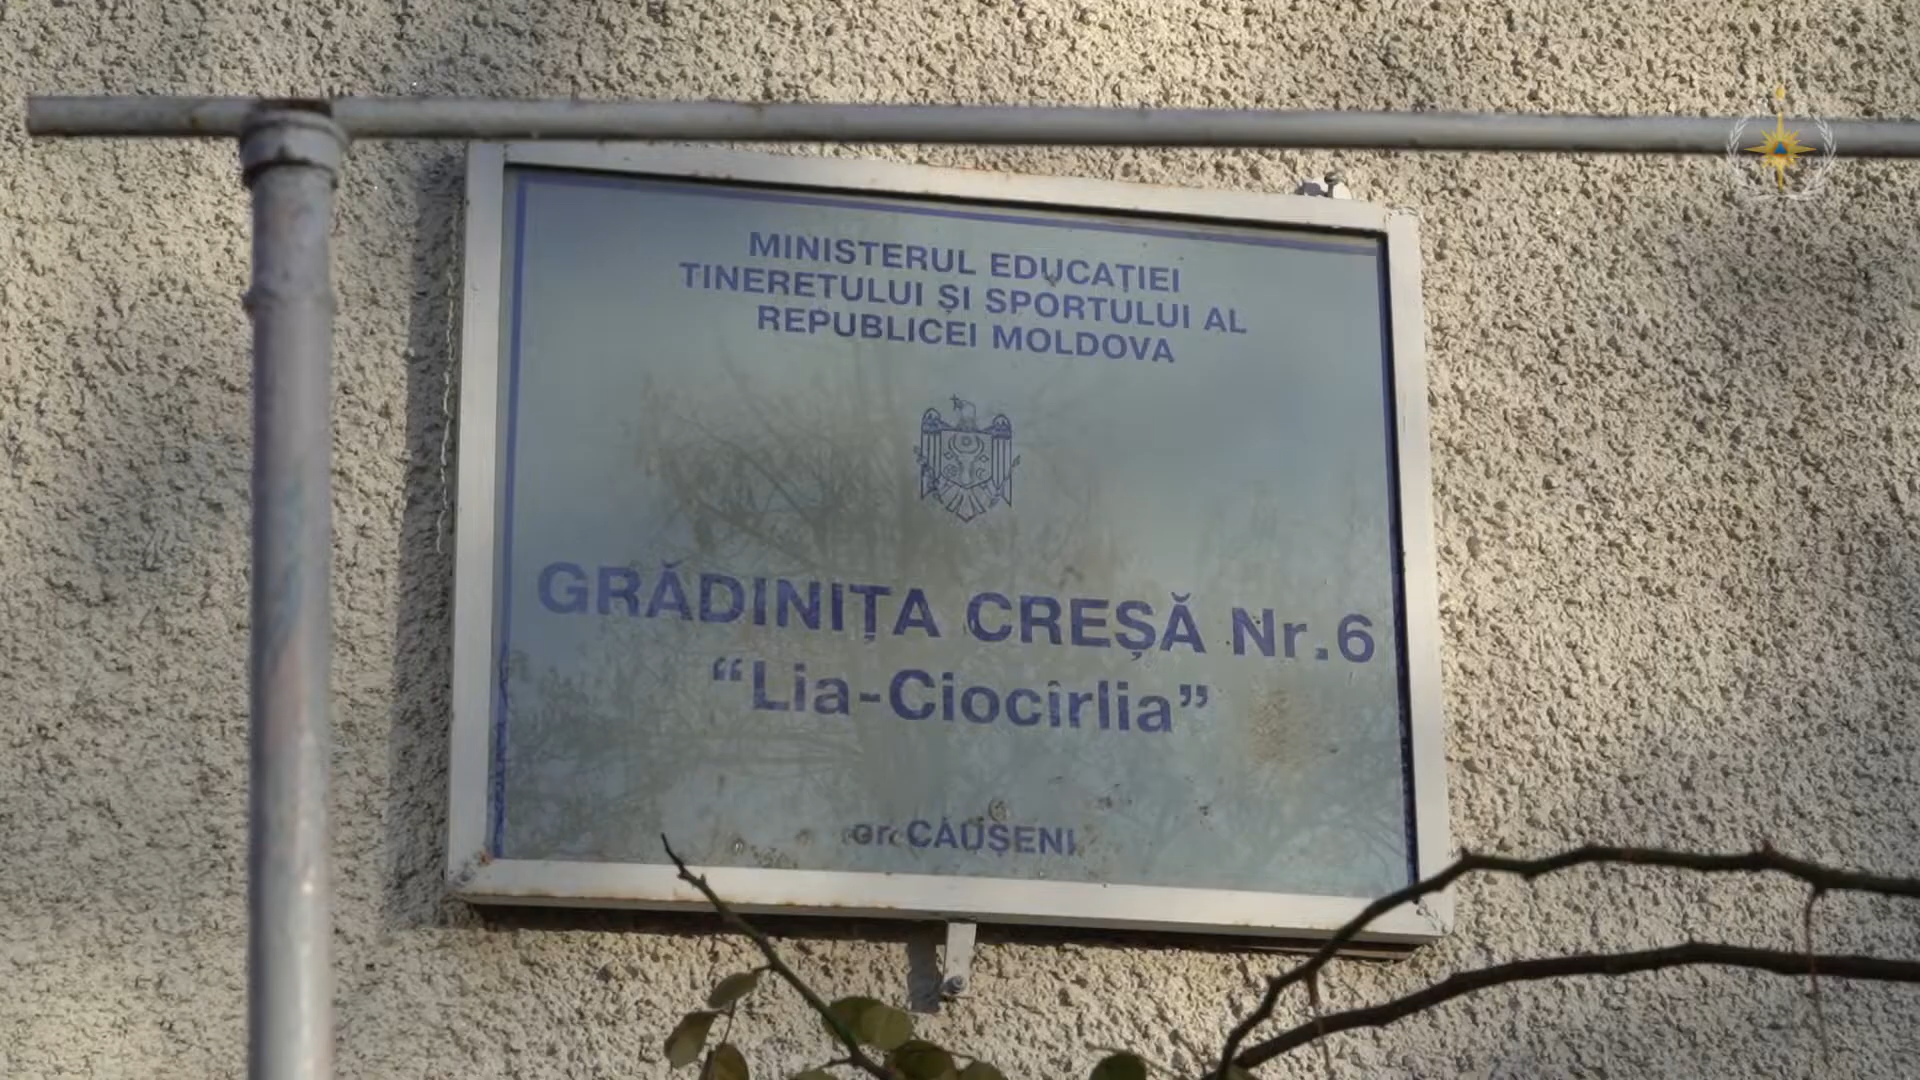 MINISTERUL EDUCAȚIEI
TINERETULUI ȘI SPORTULUI AL
REPUBLICEI MOLDOVA
GRĂDINIȚA CREȘĂ Nr.6
“Lia-Ciocîrlia”
or. CĂUȘENI